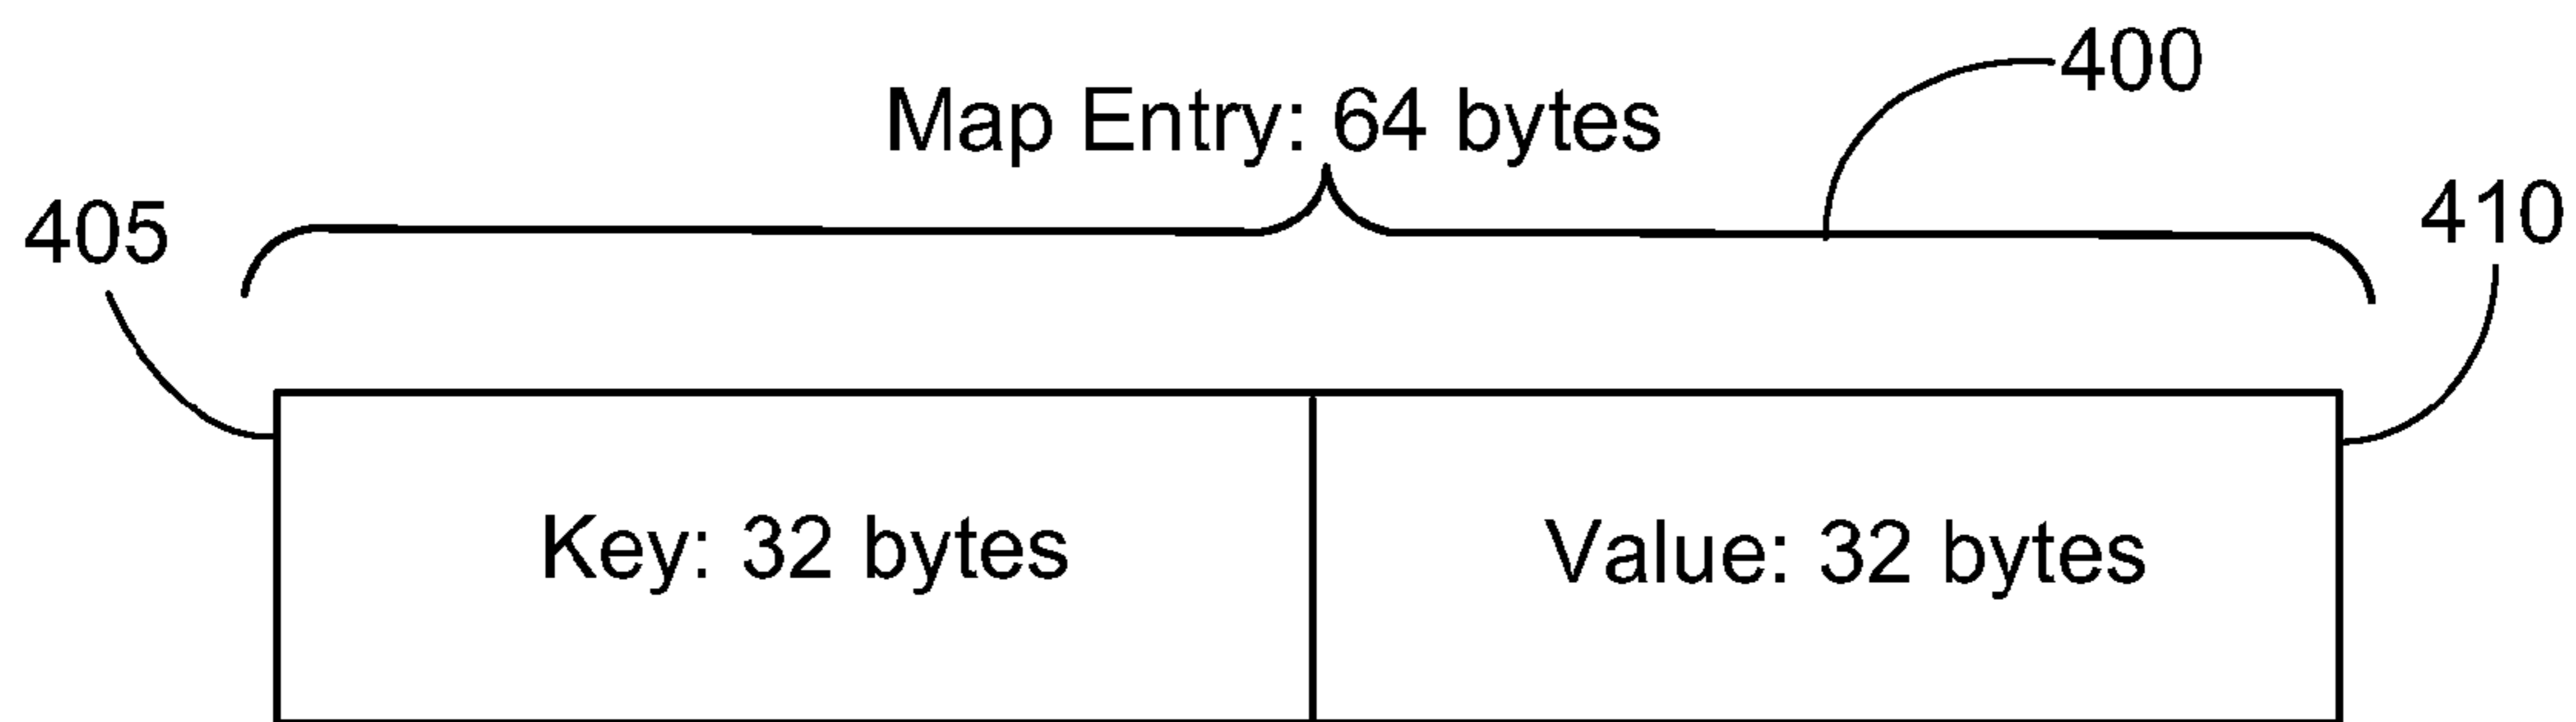 400
Map Entry: 64 bytes
405
410
Key: 32 bytes
Value: 32 bytes